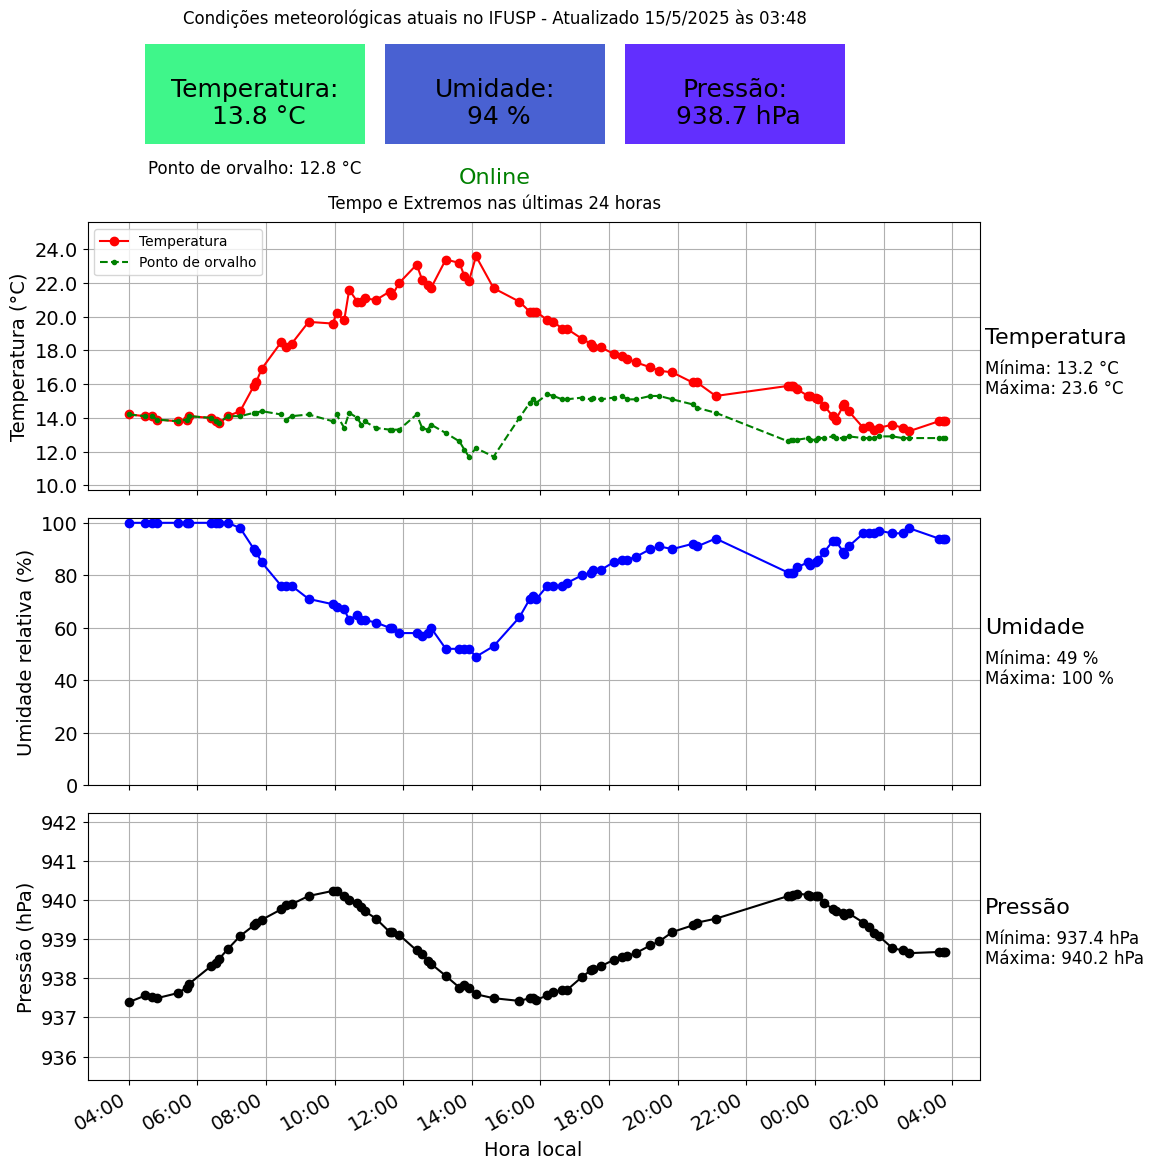 Condições meteorológicas atuais no IFUSP - Atualizado 15/5/2025 às 03:48
Temperatura:
13.8 °C
Umidade:
94 %
Pressão:
938.7 hPa
Ponto de orvalho: 12.8 °C
Online
Tempo e Extremos nas últimas 24 horas
Temperatura
Ponto de orvalho
Temperatura (°C)
24.0
22.0
20.0
18.0
16.0
14.0
12.0
10.0
Temperatura
Mínima: 13.2 °C
Máxima: 23.6 °C
Umidade relativa (%)
100
80
60
40
20
0
Umidade
Mínima: 49 %
Máxima: 100 %
Pressão (hPa)
942
941
940
939
938
937
936
Pressão
Mínima: 937.4 hPa
Máxima: 940.2 hPa
04:00 06:00 08:00 10:00 12:00 14:00 16:00 18:00 20:00 22:00 00:00 02:00 04:00
Hora local